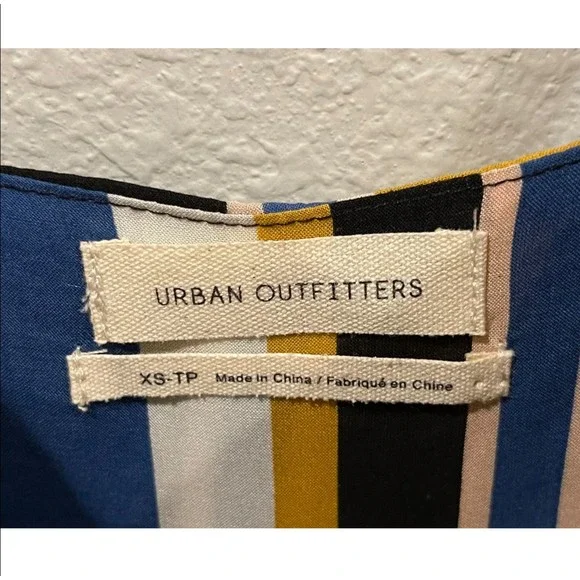 URBAN OUTFITTERS
XS-TP Made in China / Fabriqué en Chine